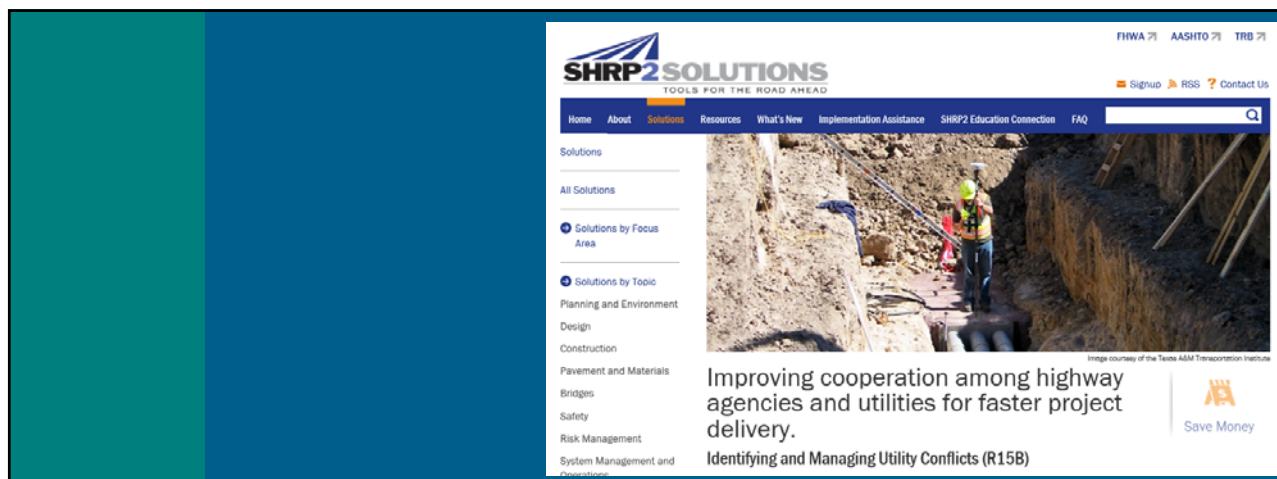 FHWA AASHTO TRB
SHRP2SOLUTIONS
TOOLS FOR THE ROAD AHEAD
Signup RSS ? Contact Us
Home About Solutions Resources What's New Implementation Assistance SHRP2 Education Connection FAQ
Solutions
All Solutions
Solutions by Focus
Area
Solutions by Topic
Planning and Environment
Design
Construction
Pavement and Materials
Bridges
Safety
Risk Management
System Management and
Operations
Image courtesy of the Texas A&M Transportation Institute
Improving cooperation among highway
agencies and utilities for faster project
delivery.
Identifying and Managing Utility Conflicts (R15B)
$
Save Money